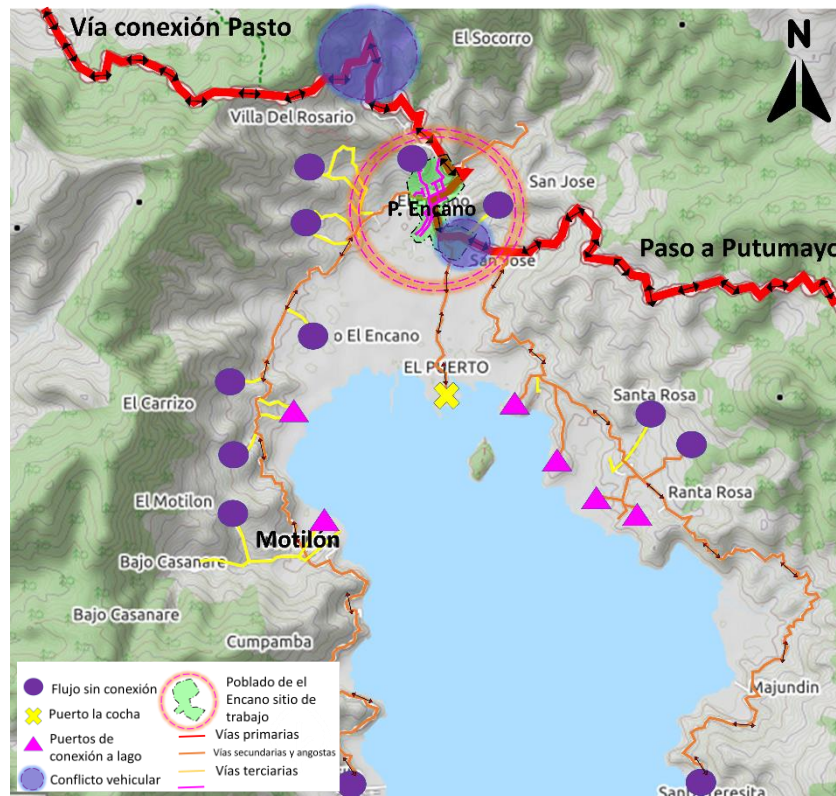 Vía conexión Pasto
El Socorro
N
Villa Del Rosario
San Jose
P. Encano
San Jose
Paso a Putumayo
o El Encano
EL PUERTO
El Carrizo
Santa Rosa
El Motilon
Ranta Rosa
Motilón
Bajo Casanare
Bajo Casanare
Cumpamba
Majundin
Flujo sin conexión
Puerto la cocha
Puertos de
conexión a lago
Conflicto vehicular
Poblado de el
Encano sitio de
trabajo
Vías primarias
Vías secundarias y angostas
Vías terciarias